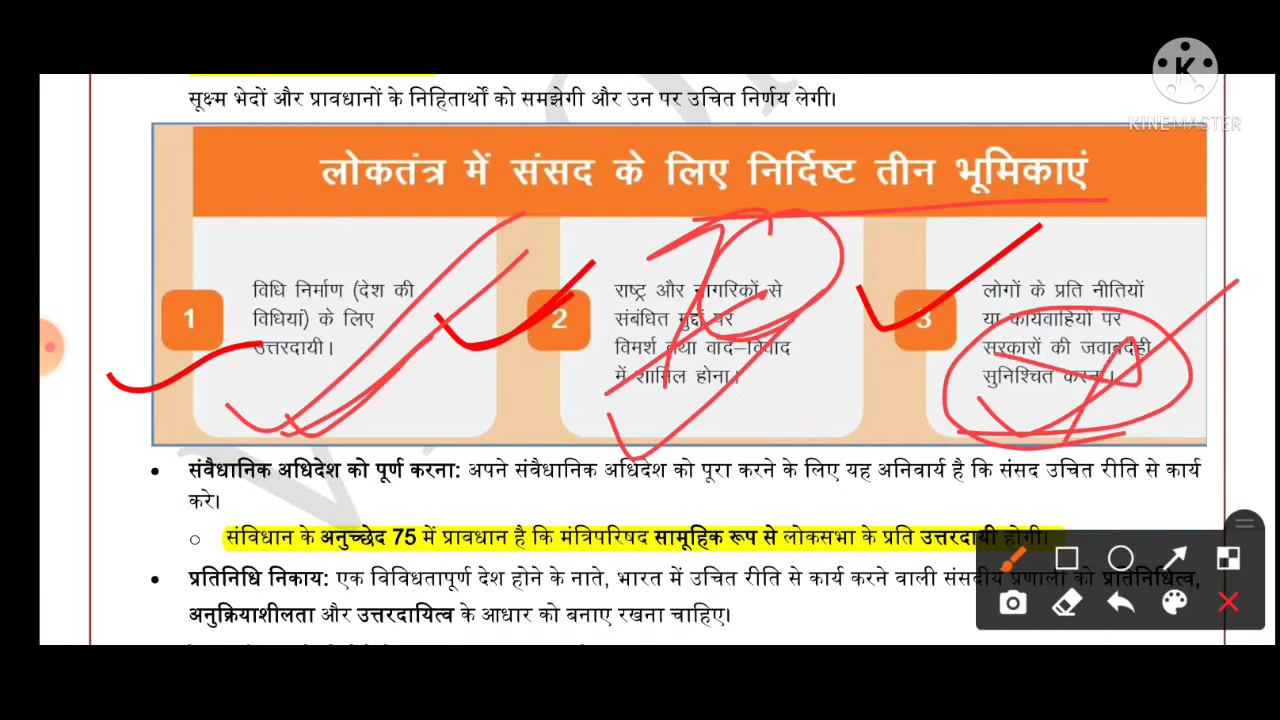 सूक्ष्म भेदों और प्रावधानों के निहितार्थों को समझेगी और उन पर उचित निर्णय लेगी।
K
KINEMASTER
लोकतंत्र में संसद के लिए निर्दिष्ट तीन भूमिकाएं
1
विधि निर्माण (देश की
विधियां) के लिए
उत्तरदायी।
2
राष्ट्र और नागरिकों से
संबंधित मुद्दों पर
विमर्श तथा वाद–विवाद
में शामिल होना।
3
लोगों के प्रति नीतियों
या कार्यवाहियों पर
सरकारों की जवाबदेही
सुनिश्चित करना।
• संवैधानिक अधिदेश को पूर्ण करना: अपने संवैधानिक अधिदेश को पूरा करने के लिए यह अनिवार्य है कि संसद उचित रीति से कार्य
करे।
o संविधान के अनुच्छेद 75 में प्रावधान है कि मंत्रिपरिषद सामूहिक रूप से लोकसभा के प्रति उत्तरदायी होगी।
• प्रतिनिधि निकाय: एक विविधतापूर्ण देश होने के नाते, भारत में उचित रीति से कार्य करने वाली संसदीय प्रणाली को प्रतिनिधित्व,
अनुक्रियाशीलता और उत्तरदायित्व के आधार को बनाए रखना चाहिए।